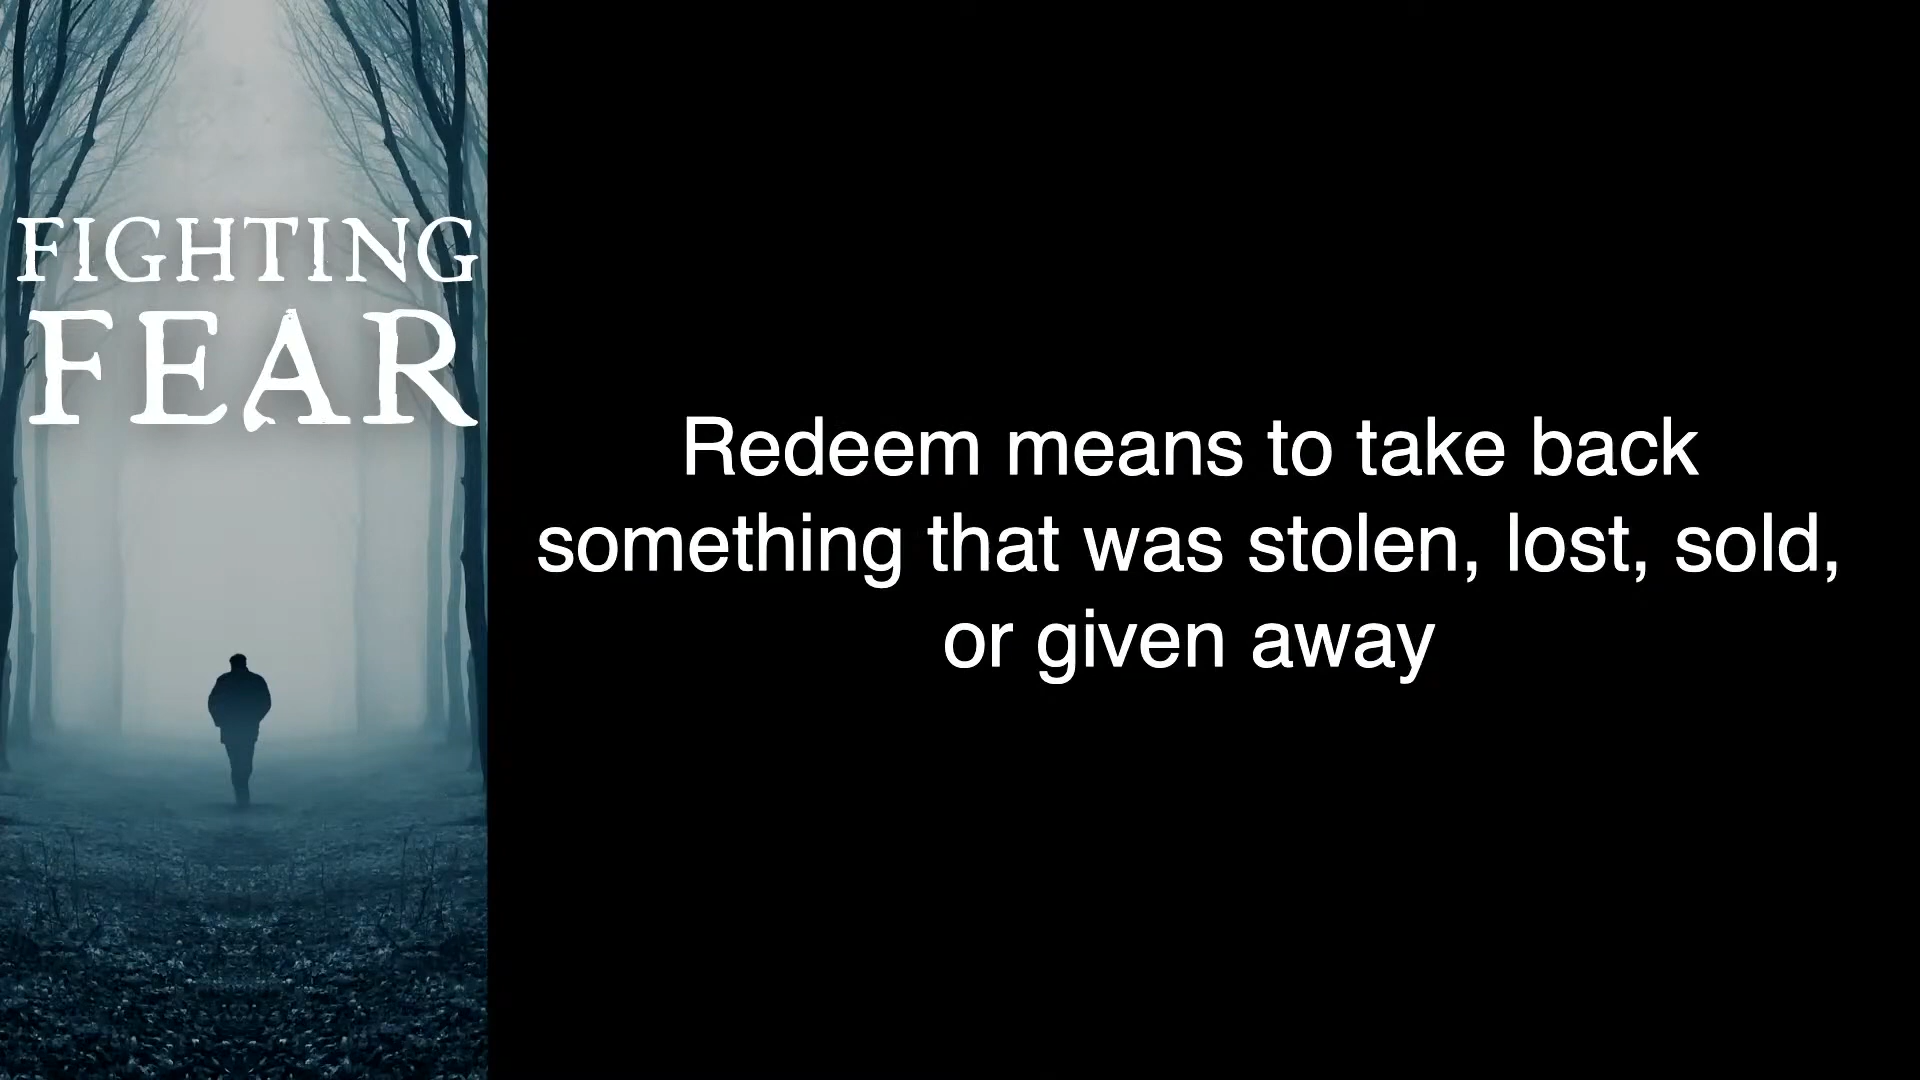 FIGHTING
FEAR
Redeem means to take back
something that was stolen, lost, sold,
or given away